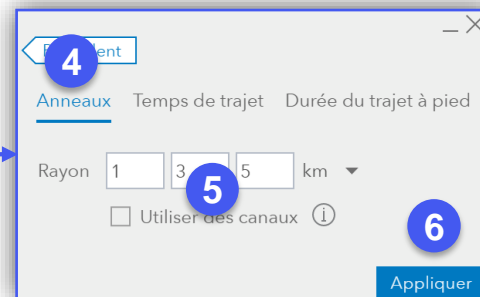 4
Anneaux Temps de trajet Durée du trajet à pied
Rayon 1 3 5 km
5
Utiliser des canaux i
6
Appliquer